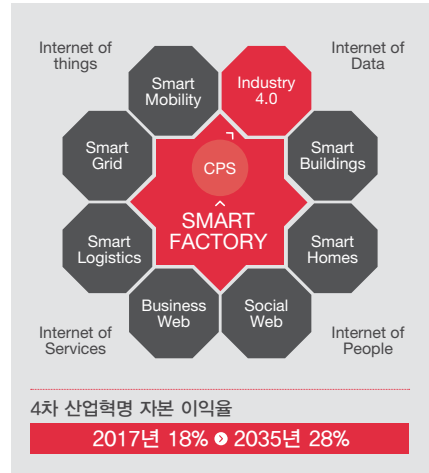 Internet of
things
Internet of
Data
Smart
Mobility
Industry
4.0
Smart
Grid
CPS
Smart
Buildings
SMART
FACTORY
Smart
Logistics
Smart
Homes
Business
Web
Social
Web
Internet of
Services
Internet of
People
4차 산업혁명 자본 이익율
2017년 18% 2035년 28%